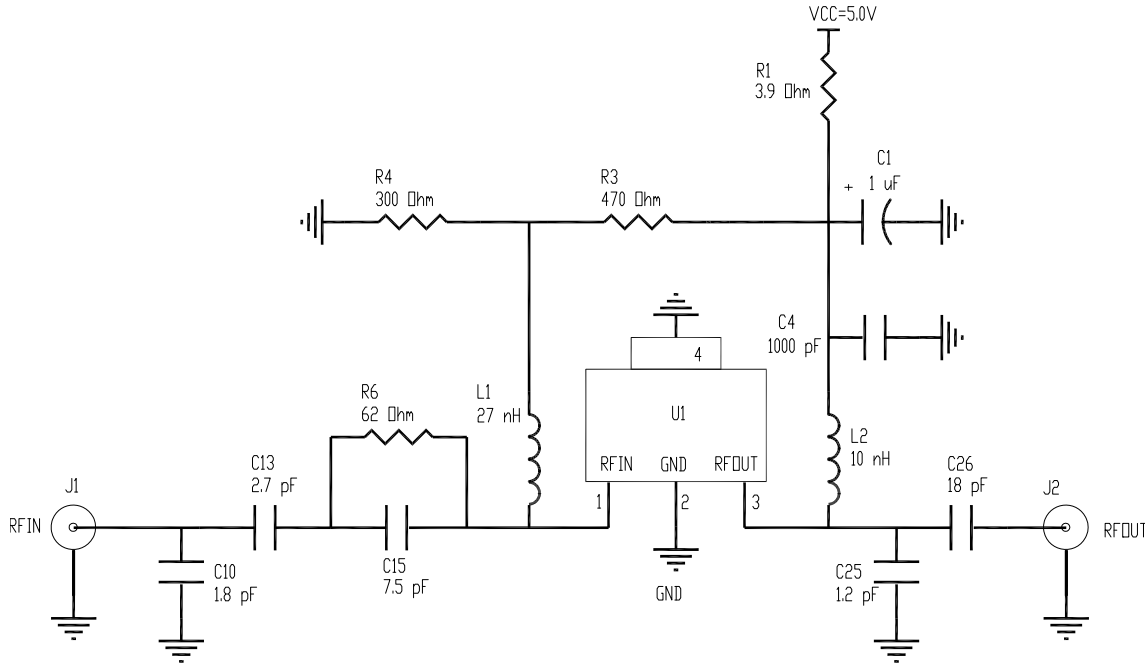 VCC=5.0V
R1
3.9 Ohm
C1
+ 1 uF
R4
300 Ohm
R3
470 Ohm
C4
1000 pF
4
U1
RFIN GND RFOUT
1 2 3
R6
62 Ohm
L1
27 nH
L2
10 nH
C13
2.7 pF
C26
18 pF
J1
RFIN
J2
RFOUT
C10
1.8 pF
C15
7.5 pF
C25
1.2 pF
GND